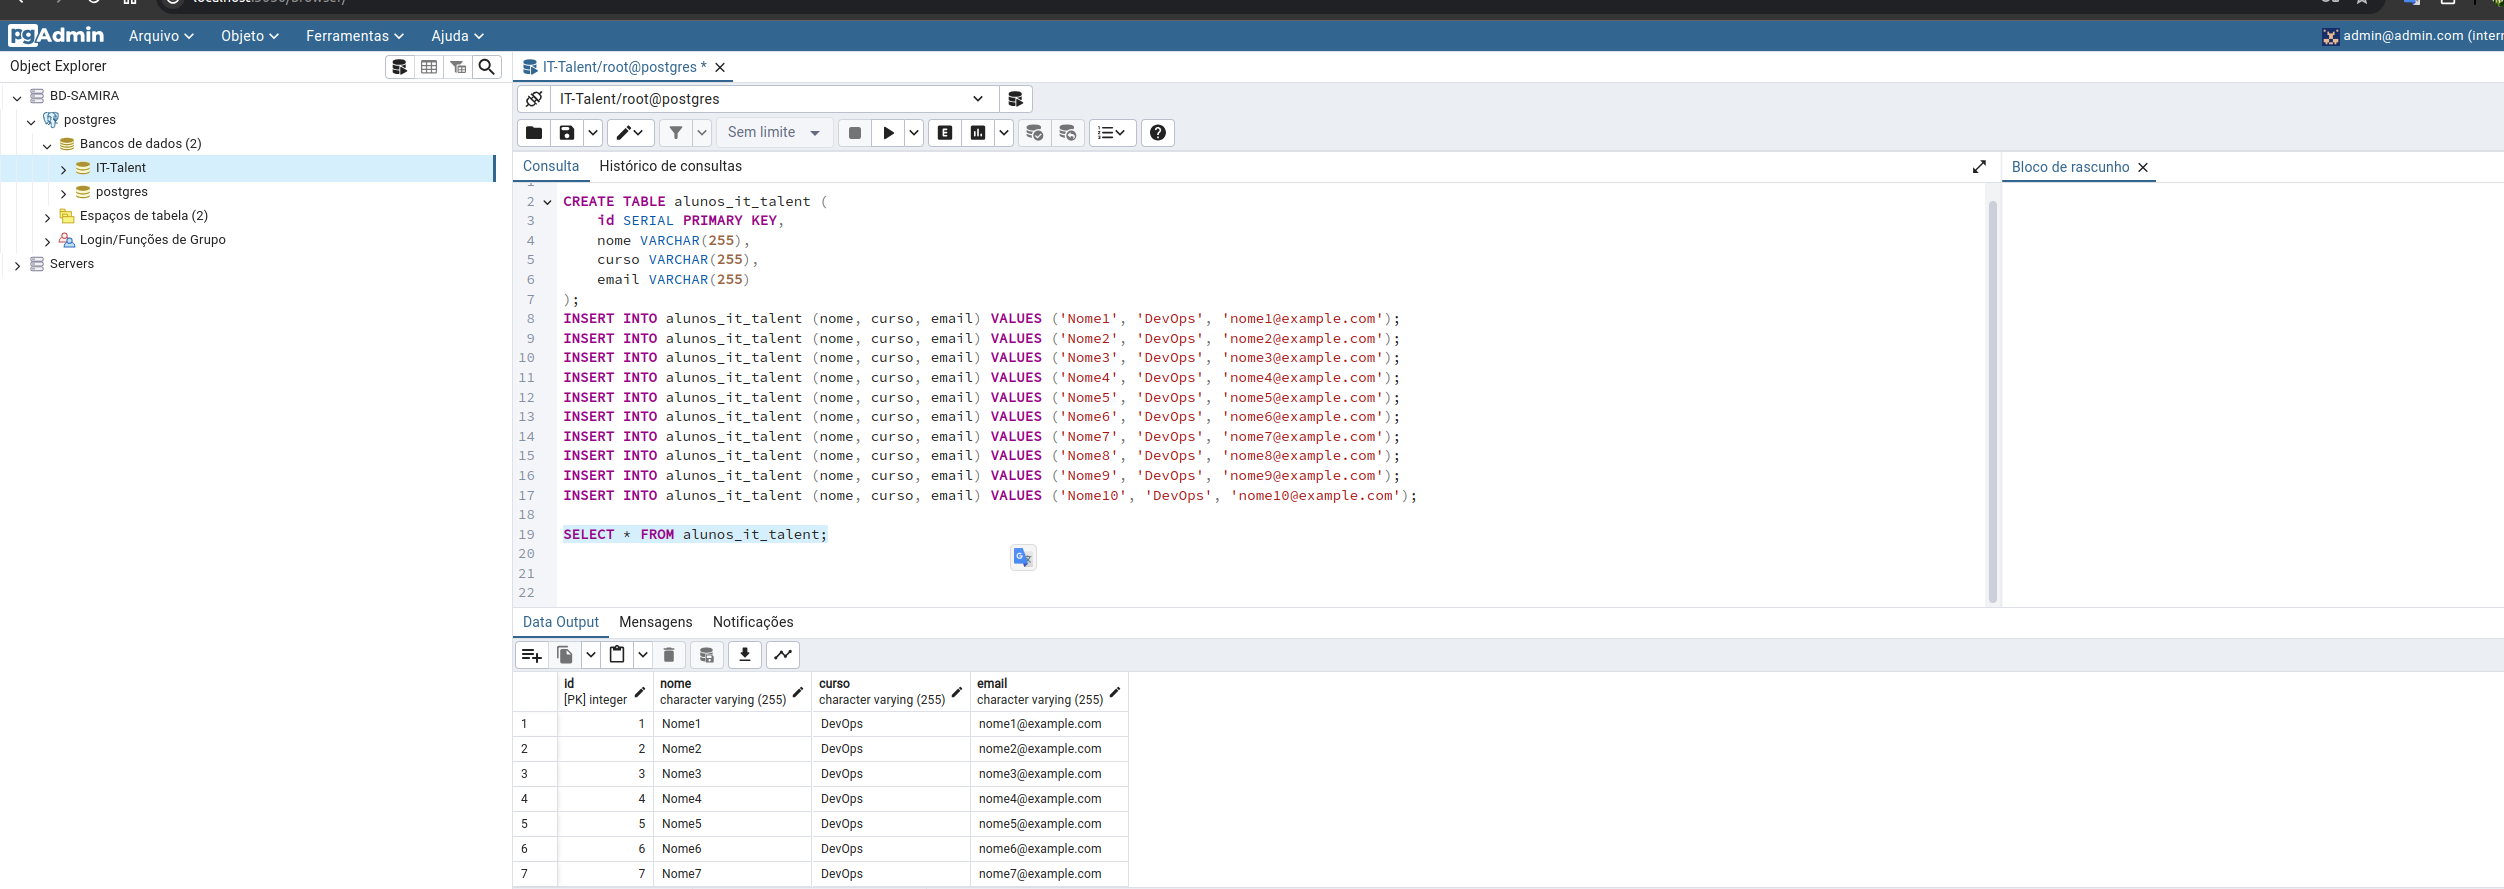 pgAdmin Arquivo Objeto Ferramentas Ajuda admin@admin.com (inter
Object Explorer
BD-SAMIRA
postgres
Bancos de dados (2)
IT-Talent
postgres
Espaços de tabela (2)
Login/Funções de Grupo
Servers
IT-Talent/root@postgres *
IT-Talent/root@postgres
Sem limite
E
Consulta Histórico de consultas
Bloco de rascunho
1
2 CREATE TABLE alunos_it_talent (
3 id SERIAL PRIMARY KEY,
4 nome VARCHAR(255),
5 curso VARCHAR(255),
6 email VARCHAR(255)
7 );
8 INSERT INTO alunos_it_talent (nome, curso, email) VALUES ('Nome1', 'DevOps', 'nome1@example.com');
9 INSERT INTO alunos_it_talent (nome, curso, email) VALUES ('Nome2', 'DevOps', 'nome2@example.com');
10 INSERT INTO alunos_it_talent (nome, curso, email) VALUES ('Nome3', 'DevOps', 'nome3@example.com');
11 INSERT INTO alunos_it_talent (nome, curso, email) VALUES ('Nome4', 'DevOps', 'nome4@example.com');
12 INSERT INTO alunos_it_talent (nome, curso, email) VALUES ('Nome5', 'DevOps', 'nome5@example.com');
13 INSERT INTO alunos_it_talent (nome, curso, email) VALUES ('Nome6', 'DevOps', 'nome6@example.com');
14 INSERT INTO alunos_it_talent (nome, curso, email) VALUES ('Nome7', 'DevOps', 'nome7@example.com');
15 INSERT INTO alunos_it_talent (nome, curso, email) VALUES ('Nome8', 'DevOps', 'nome8@example.com');
16 INSERT INTO alunos_it_talent (nome, curso, email) VALUES ('Nome9', 'DevOps', 'nome9@example.com');
17 INSERT INTO alunos_it_talent (nome, curso, email) VALUES ('Nome10', 'DevOps', 'nome10@example.com');
18
19 SELECT * FROM alunos_it_talent;
20
21
22
Data Output Mensagens Notificações
id nome curso email
[PK] integer character varying (255) character varying (255) character varying (255)
1 1 Nome1 DevOps nome1@example.com
2 2 Nome2 DevOps nome2@example.com
3 3 Nome3 DevOps nome3@example.com
4 4 Nome4 DevOps nome4@example.com
5 5 Nome5 DevOps nome5@example.com
6 6 Nome6 DevOps nome6@example.com
7 7 Nome7 DevOps nome7@example.com